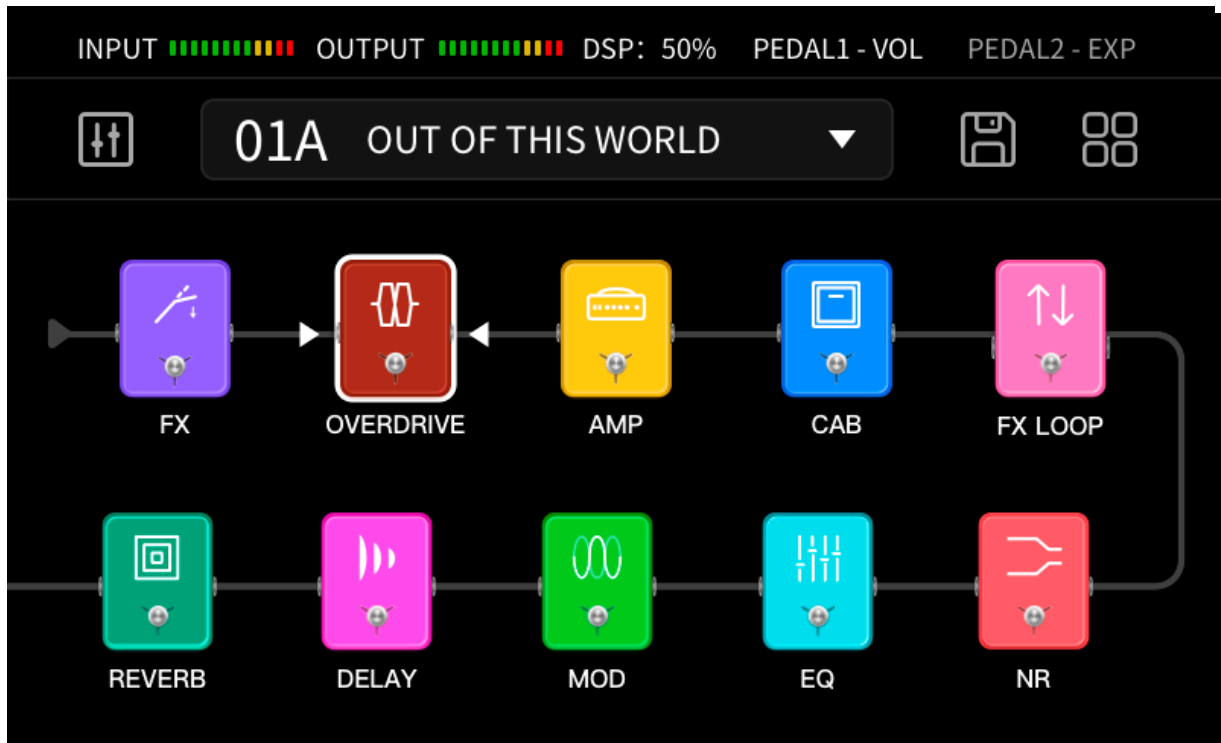 INPUT OUTPUT DSP: 50% PEDAL1 - VOL PEDAL2 - EXP
01A OUT OF THIS WORLD
FX OVERDRIVE AMP CAB FX LOOP
REVERB DELAY MOD EQ NR